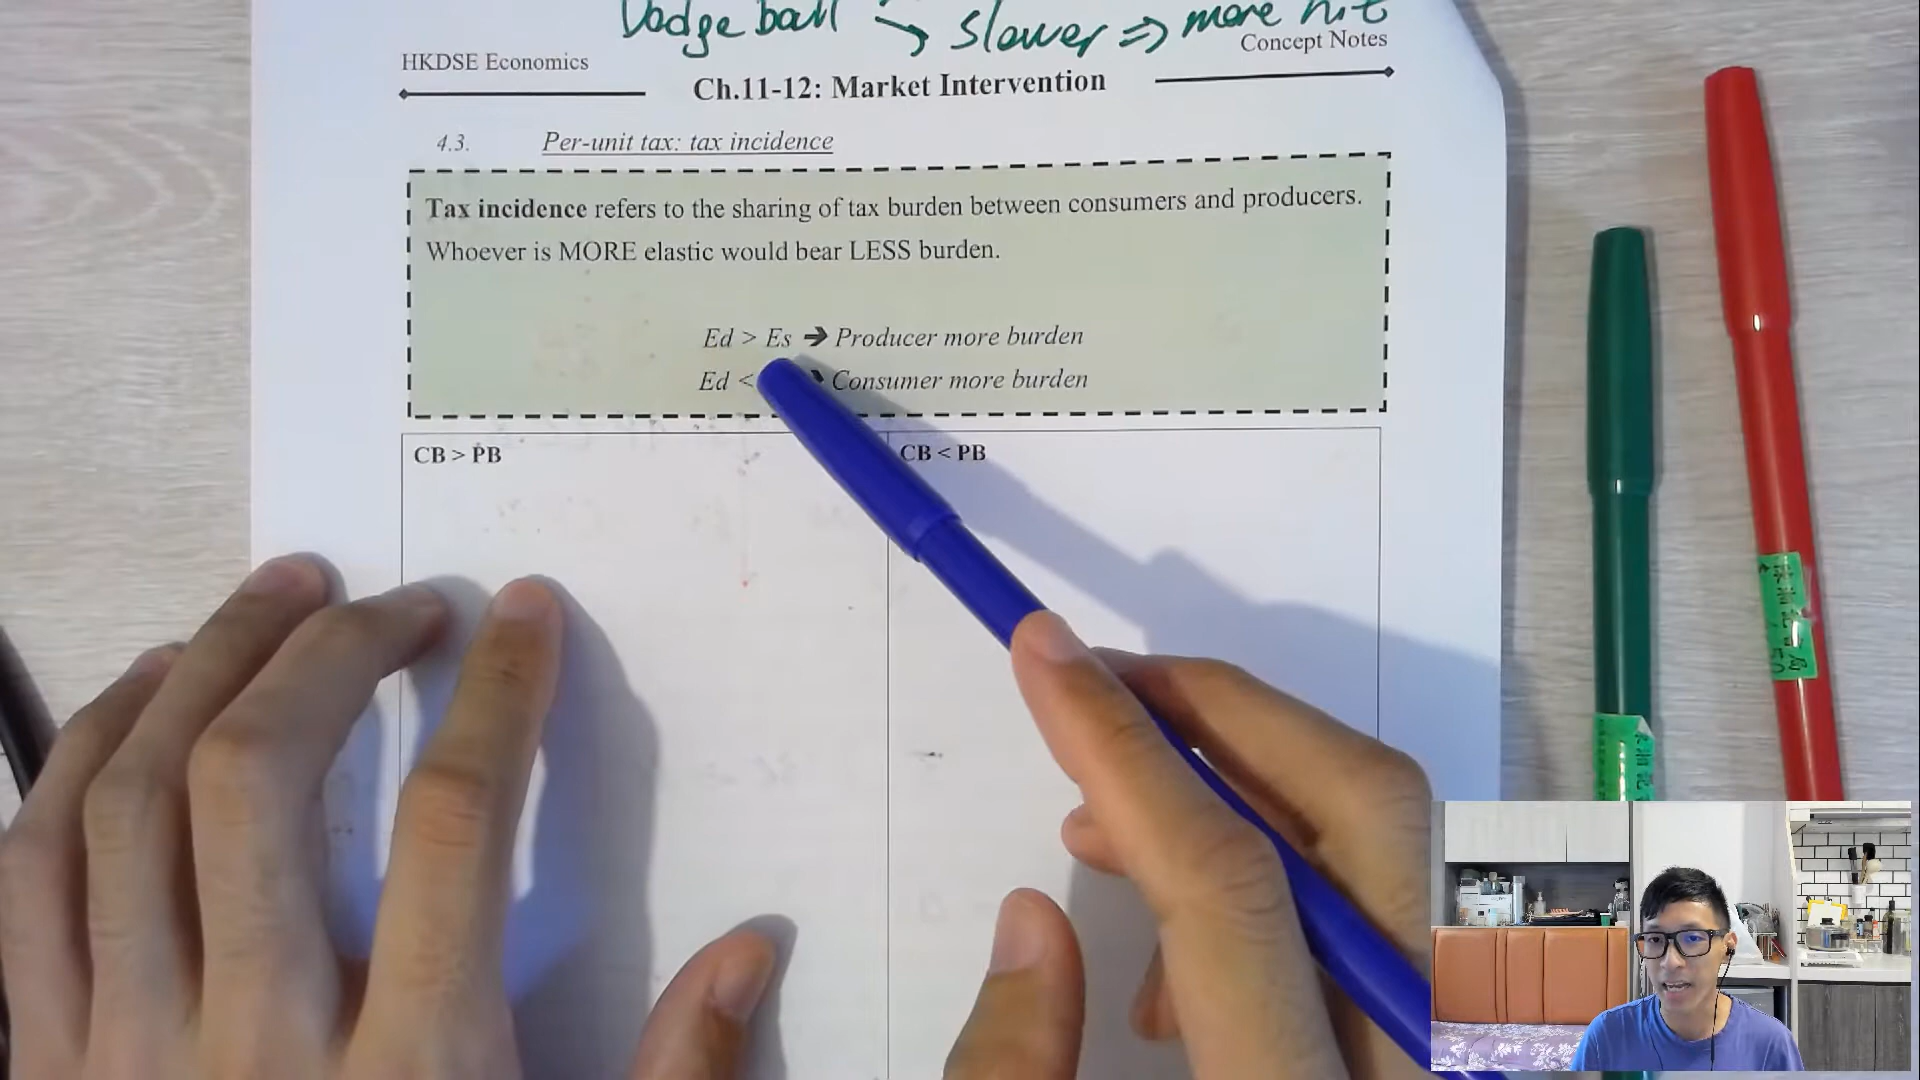 Dodge ball → slower ⇒ more hit
HKDSE Economics
Concept Notes
Ch.11-12: Market Intervention
4.3. Per-unit tax: tax incidence
Tax incidence refers to the sharing of tax burden between consumers and producers.
Whoever is MORE elastic would bear LESS burden.
Ed > Es ➔ Producer more burden
Ed < Consumer more burden
CB > PB
CB < PB